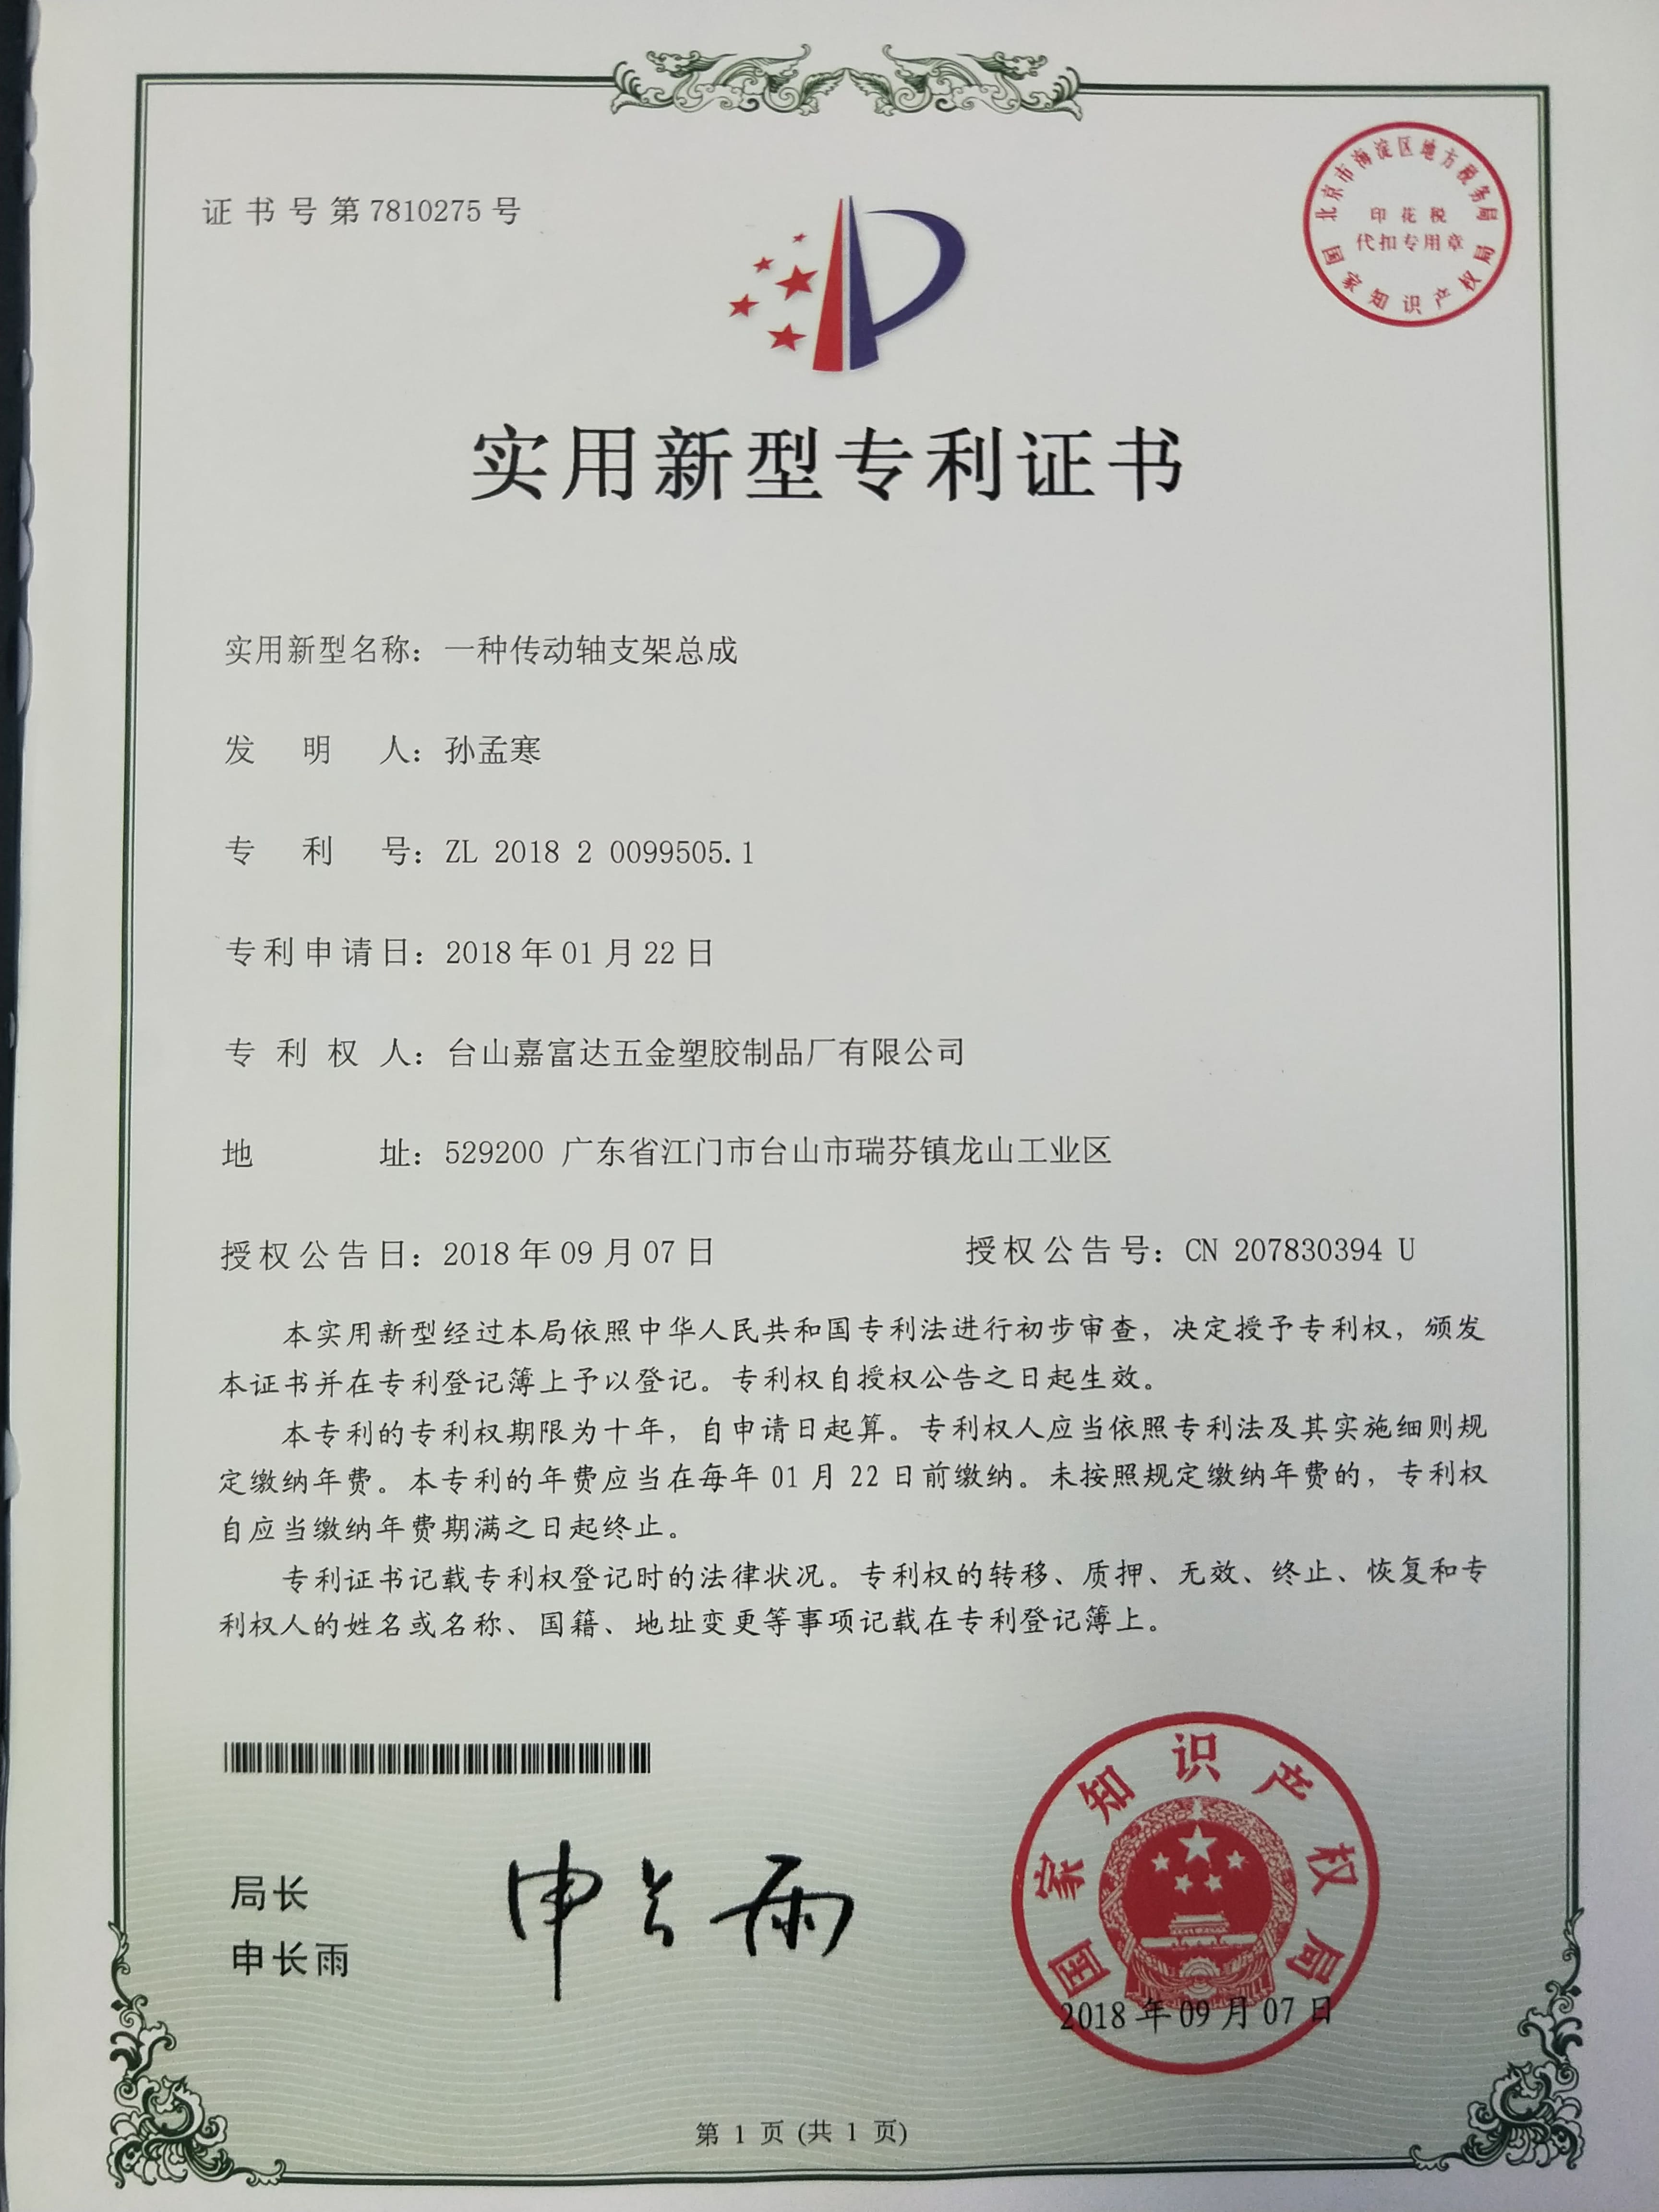 证书号第7810275号
北京市海淀区地方税务局
印花税
代扣专用章
国家知识产权局
实用新型专利证书
实用新型名称：一种传动轴支架总成
发明人：孙孟寒
专利号：ZL 2018 2 0099505.1
专利申请日：2018年01月22日
专利权人：台山嘉富达五金塑胶制品厂有限公司
地址：529200 广东省江门市台山市瑞芬镇龙山工业区
授权公告日：2018年09月07日 授权公告号：CN 207830394 U
本实用新型经过本局依照中华人民共和国专利法进行初步审查，决定授予专利权，颁发
本证书并在专利登记簿上予以登记。专利权自授权公告之日起生效。
本专利的专利权期限为十年，自申请日起算。专利权人应当依照专利法及其实施细则规
定缴纳年费。本专利的年费应当在每年01月22日前缴纳。未按照规定缴纳年费的，专利权
自应当缴纳年费期满之日起终止。
专利证书记载专利权登记时的法律状况。专利权的转移、质押、无效、终止、恢复和专
利权人的姓名或名称、国籍、地址变更等事项记载在专利登记簿上。
局长
申长雨
申长雨
国家知识产权局
2018年09月07日
第 1 页 (共 1 页)